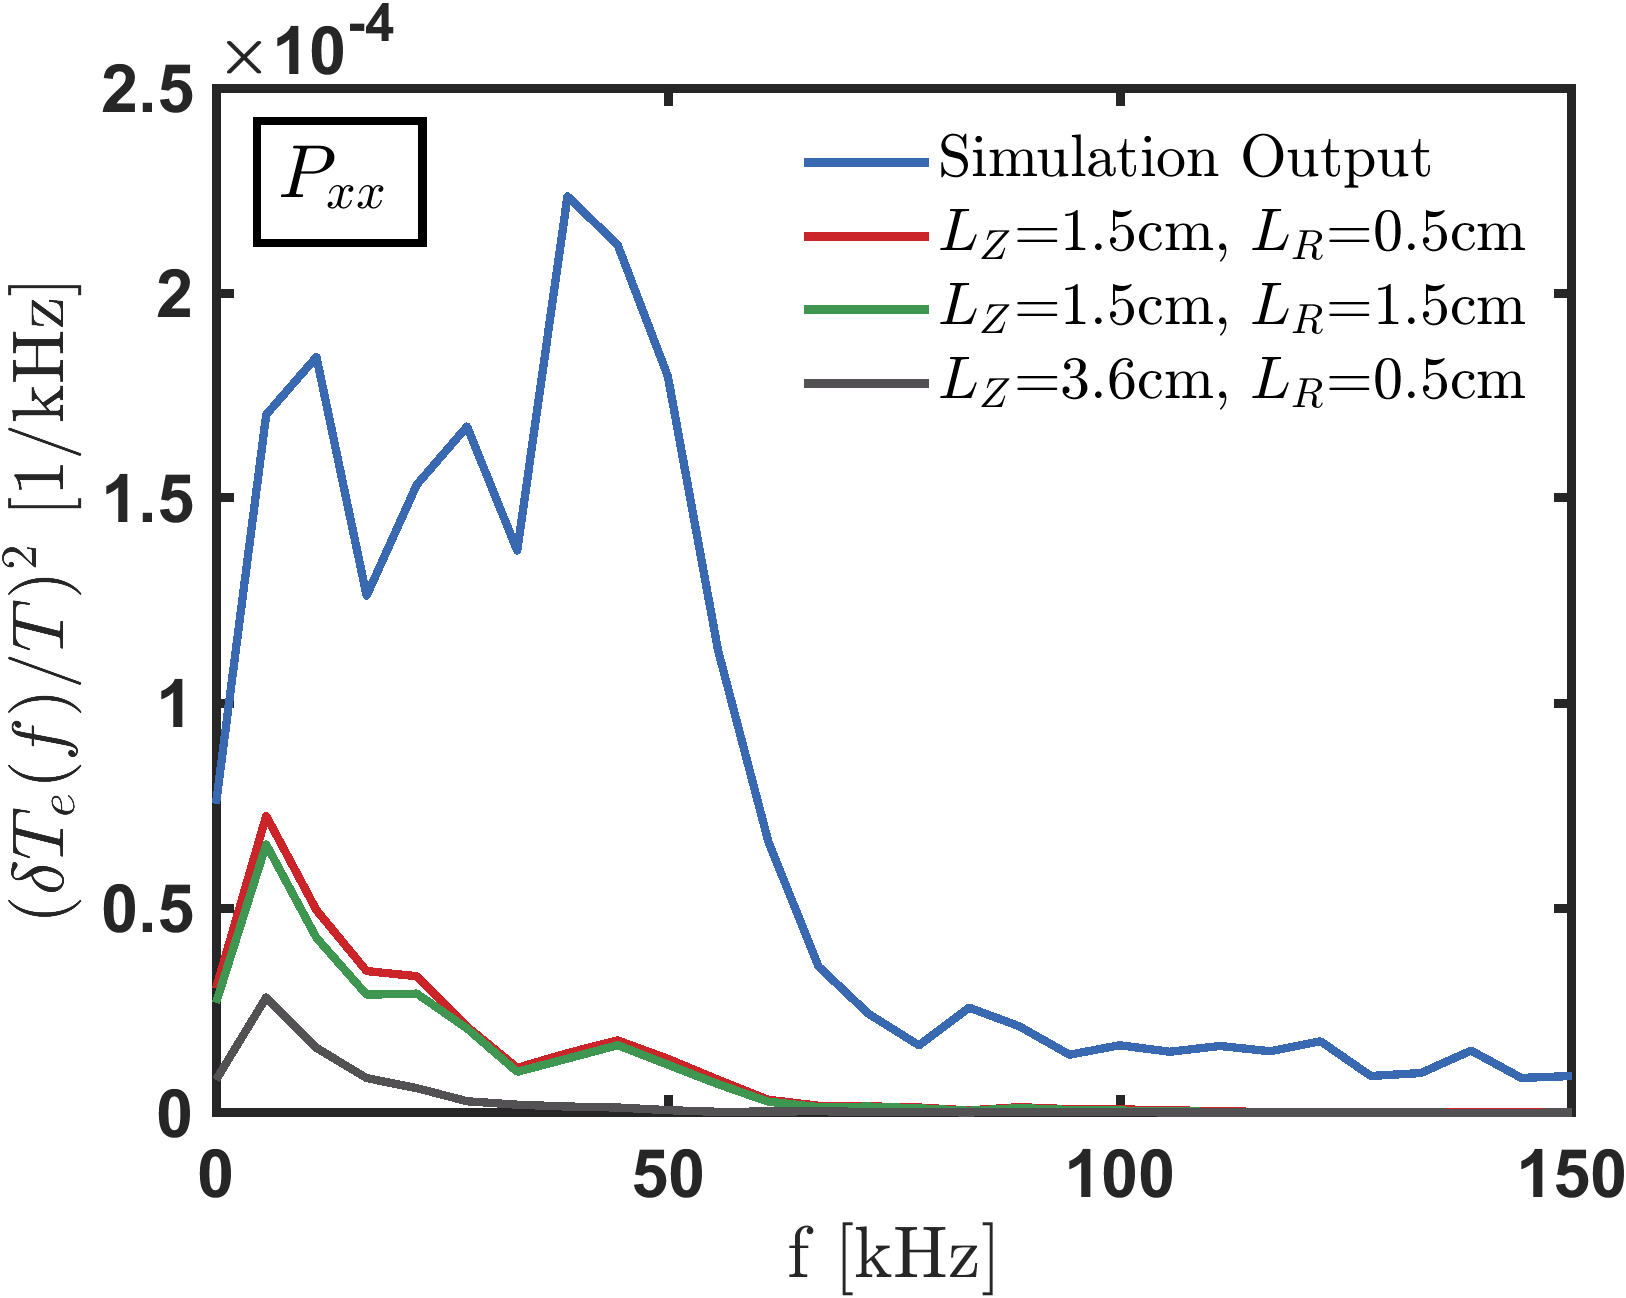 ×10⁻⁴
2.5
2
1.5
1
0.5
0
(δTₑ(f)/T)² [1/kHz]
Pₓₓ
Simulation Output
L_Z=1.5cm, L_R=0.5cm
L_Z=1.5cm, L_R=1.5cm
L_Z=3.6cm, L_R=0.5cm
0 50 100 150
f [kHz]